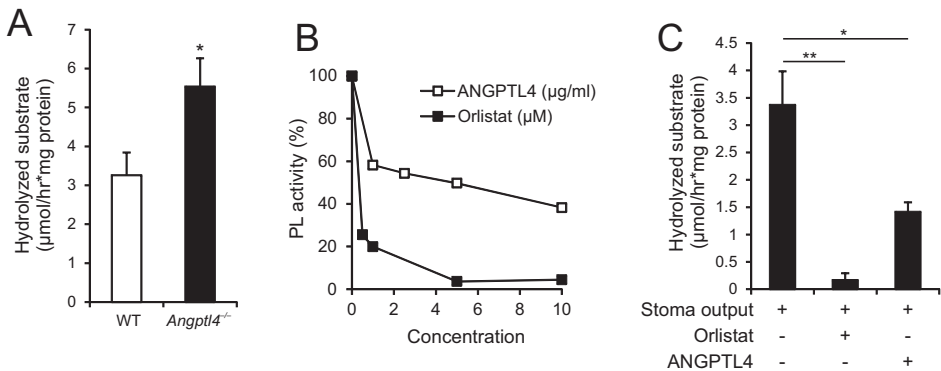 A
Hydrolyzed substrate
(µmol/hr*mg protein)
7
6
5
4
3
2
1
0
*
WT
Angptl4⁻/⁻
B
PL activity (%)
100
80
60
40
20
0
ANGPTL4 (µg/ml)
Orlistat (µM)
0 2 4 6 8 10
Concentration
C
Hydrolyzed substrate
(µmol/hr*mg protein)
4.5
4
3.5
3
2.5
2
1.5
1
0.5
0
*
**
Stoma output + + +
Orlistat - + -
ANGPTL4 - - +